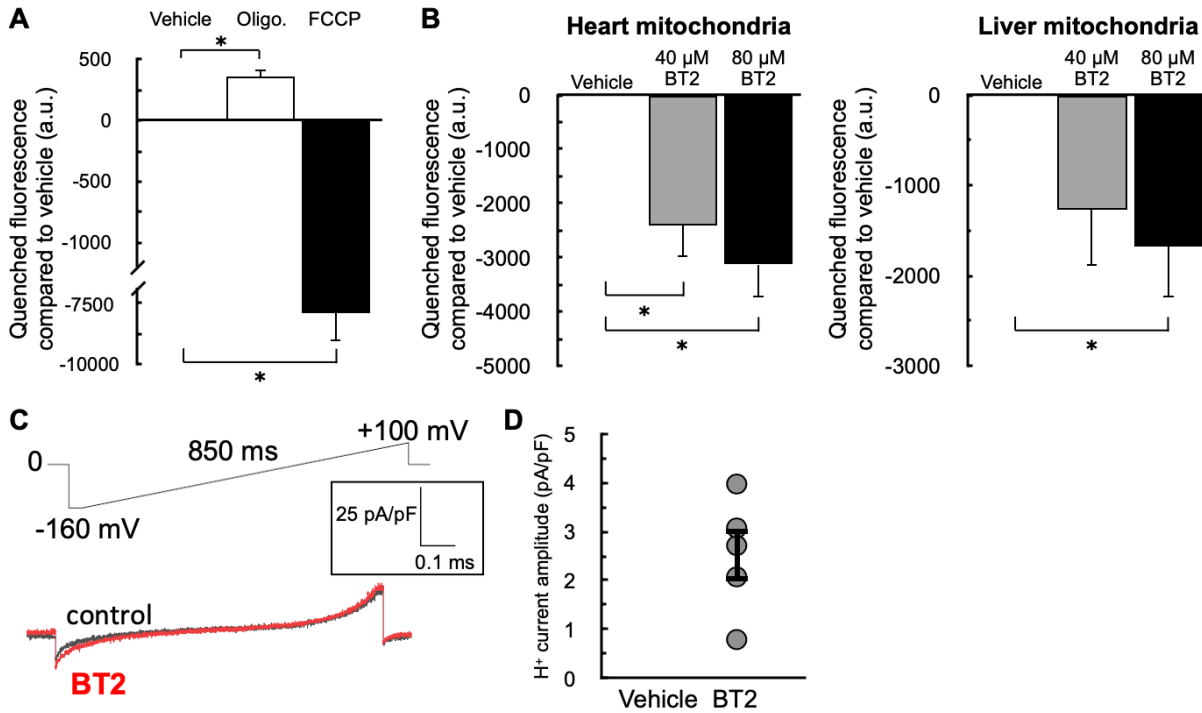 A
Vehicle Oligo. FCCP
*
Quenched fluorescence
compared to vehicle (a.u.)
500
0
-500
-1000
-7500
-10000
*
B
Heart mitochondria
Vehicle
40 µM
BT2
80 µM
BT2
Quenched fluorescence
compared to vehicle (a.u.)
0
-1000
-2000
-3000
-4000
-5000
*
*
Liver mitochondria
Vehicle
40 µM
BT2
80 µM
BT2
Quenched fluorescence
compared to vehicle (a.u.)
0
-1000
-2000
-3000
*
C
0
850 ms
+100 mV
-160 mV
25 pA/pF
0.1 ms
control
BT2
D
H⁺ current amplitude (pA/pF)
5
4
3
2
1
0
Vehicle BT2